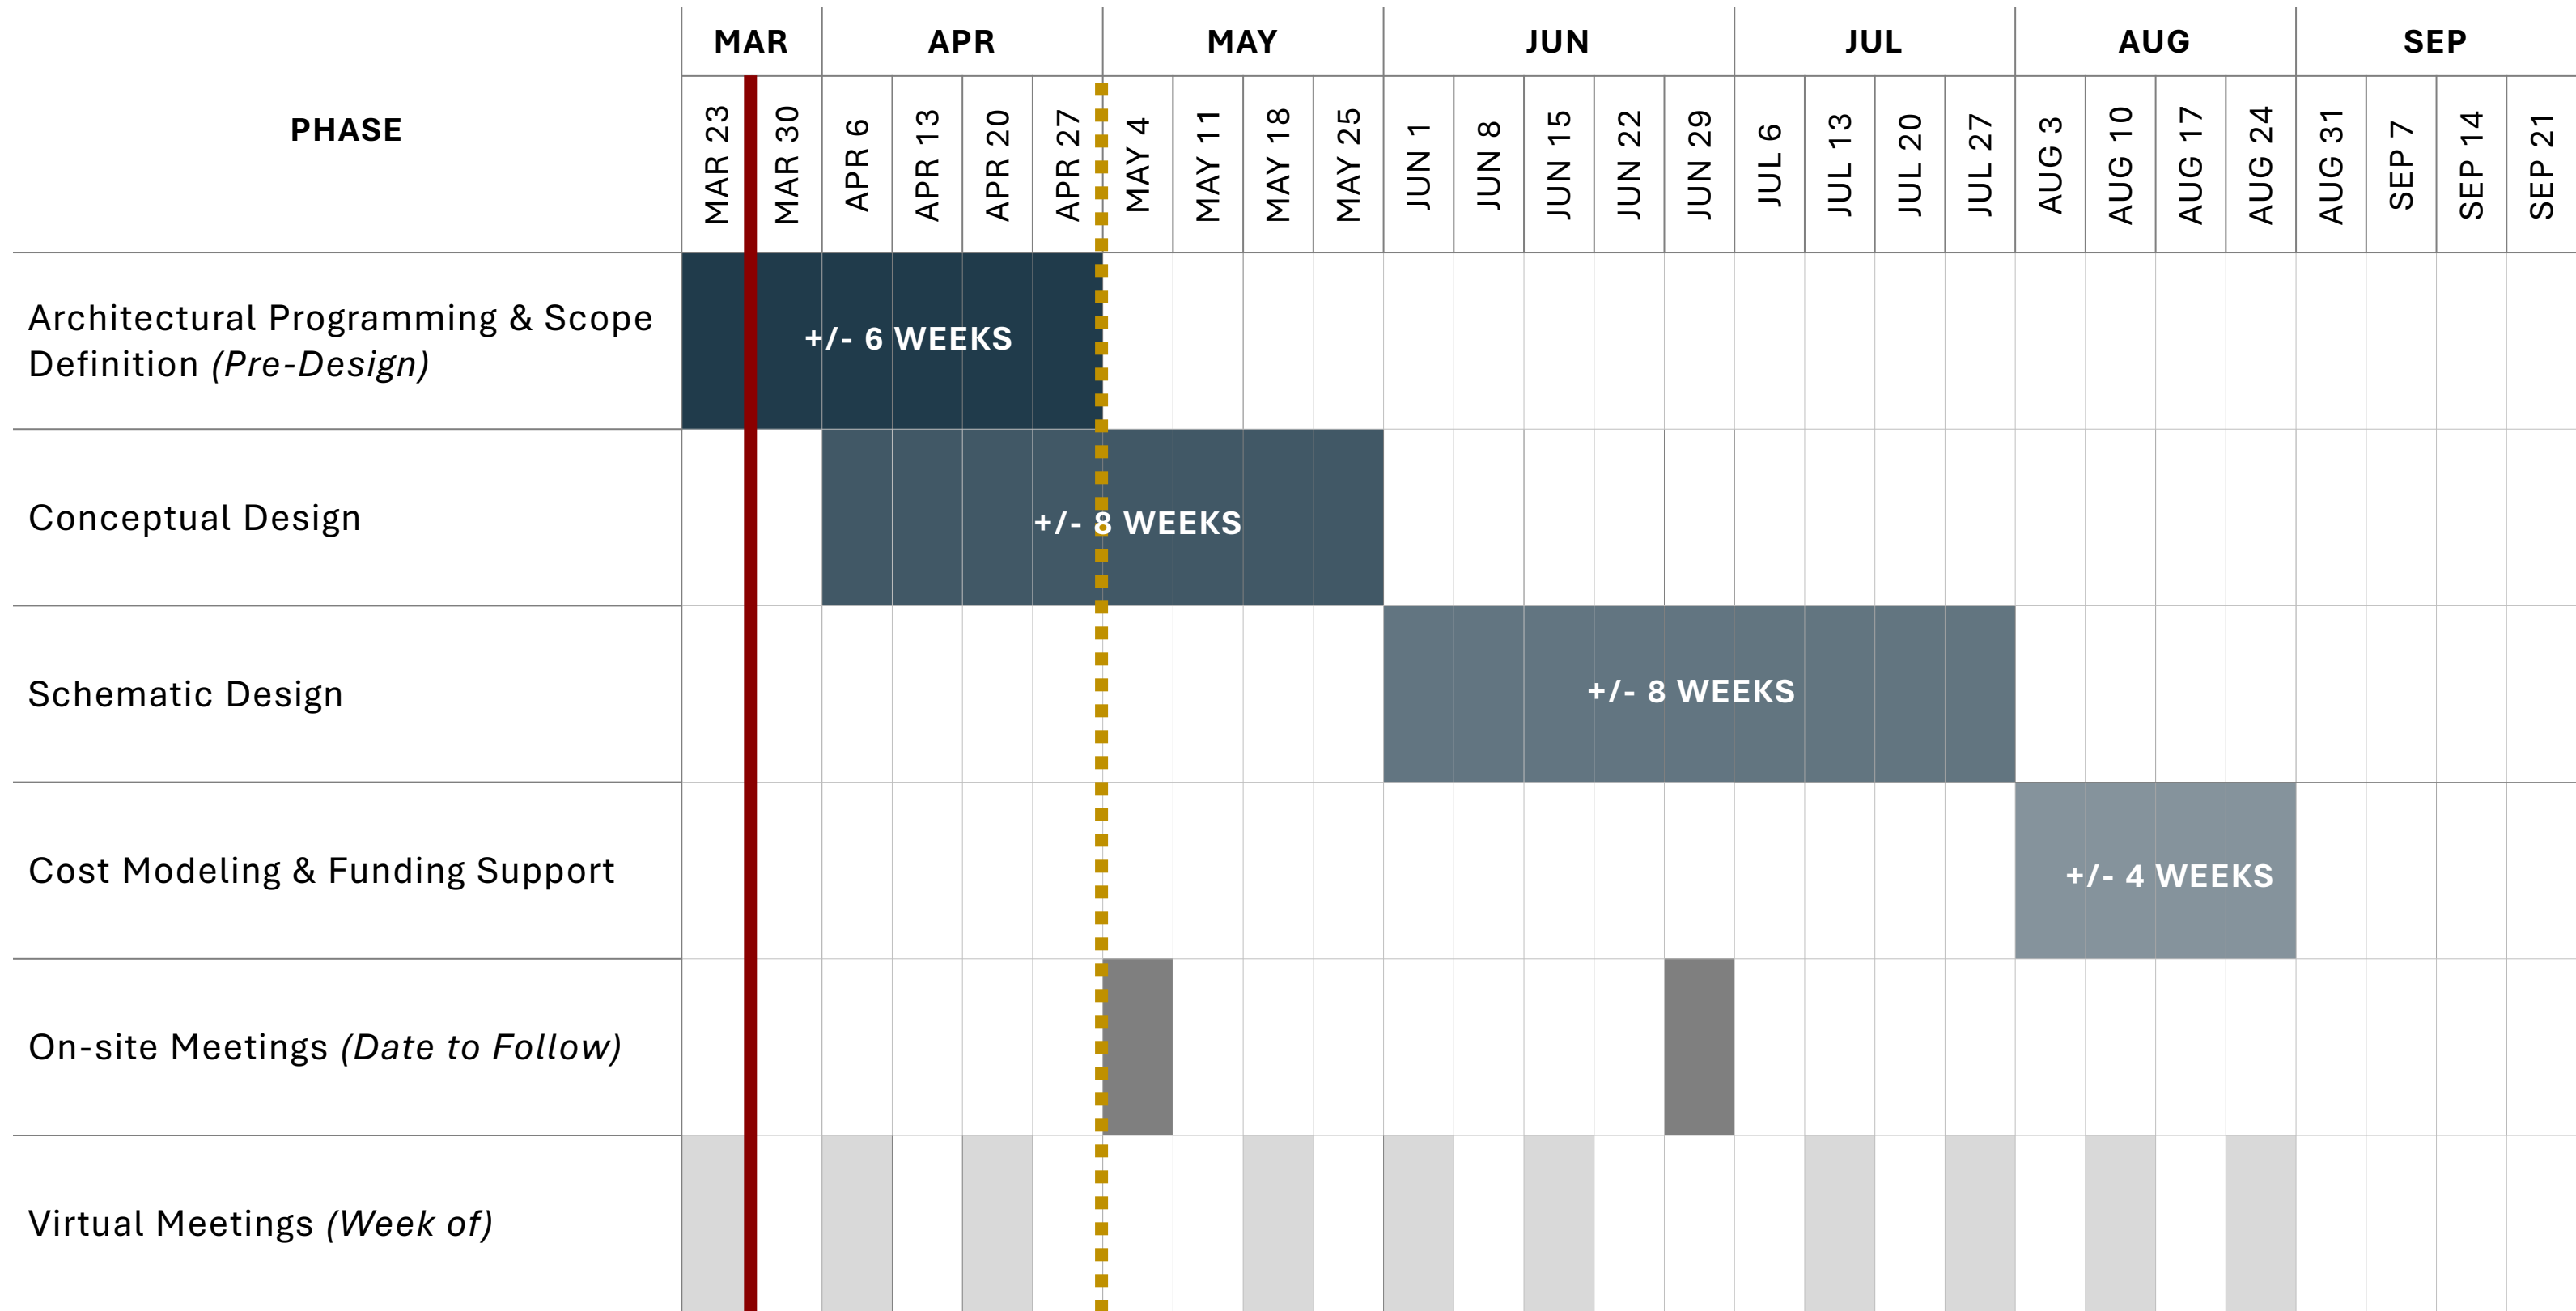 PHASE
MAR
APR
MAY
JUN
JUL
AUG
SEP
MAR 23
MAR 30
APR 6
APR 13
APR 20
APR 27
MAY 4
MAY 11
MAY 18
MAY 25
JUN 1
JUN 8
JUN 15
JUN 22
JUN 29
JUL 6
JUL 13
JUL 20
JUL 27
AUG 3
AUG 10
AUG 17
AUG 24
AUG 31
SEP 7
SEP 14
SEP 21
Architectural Programming & Scope
Definition (Pre-Design)
+/- 6 WEEKS
Conceptual Design
+/- 8 WEEKS
Schematic Design
+/- 8 WEEKS
Cost Modeling & Funding Support
+/- 4 WEEKS
On-site Meetings (Date to Follow)
Virtual Meetings (Week of)